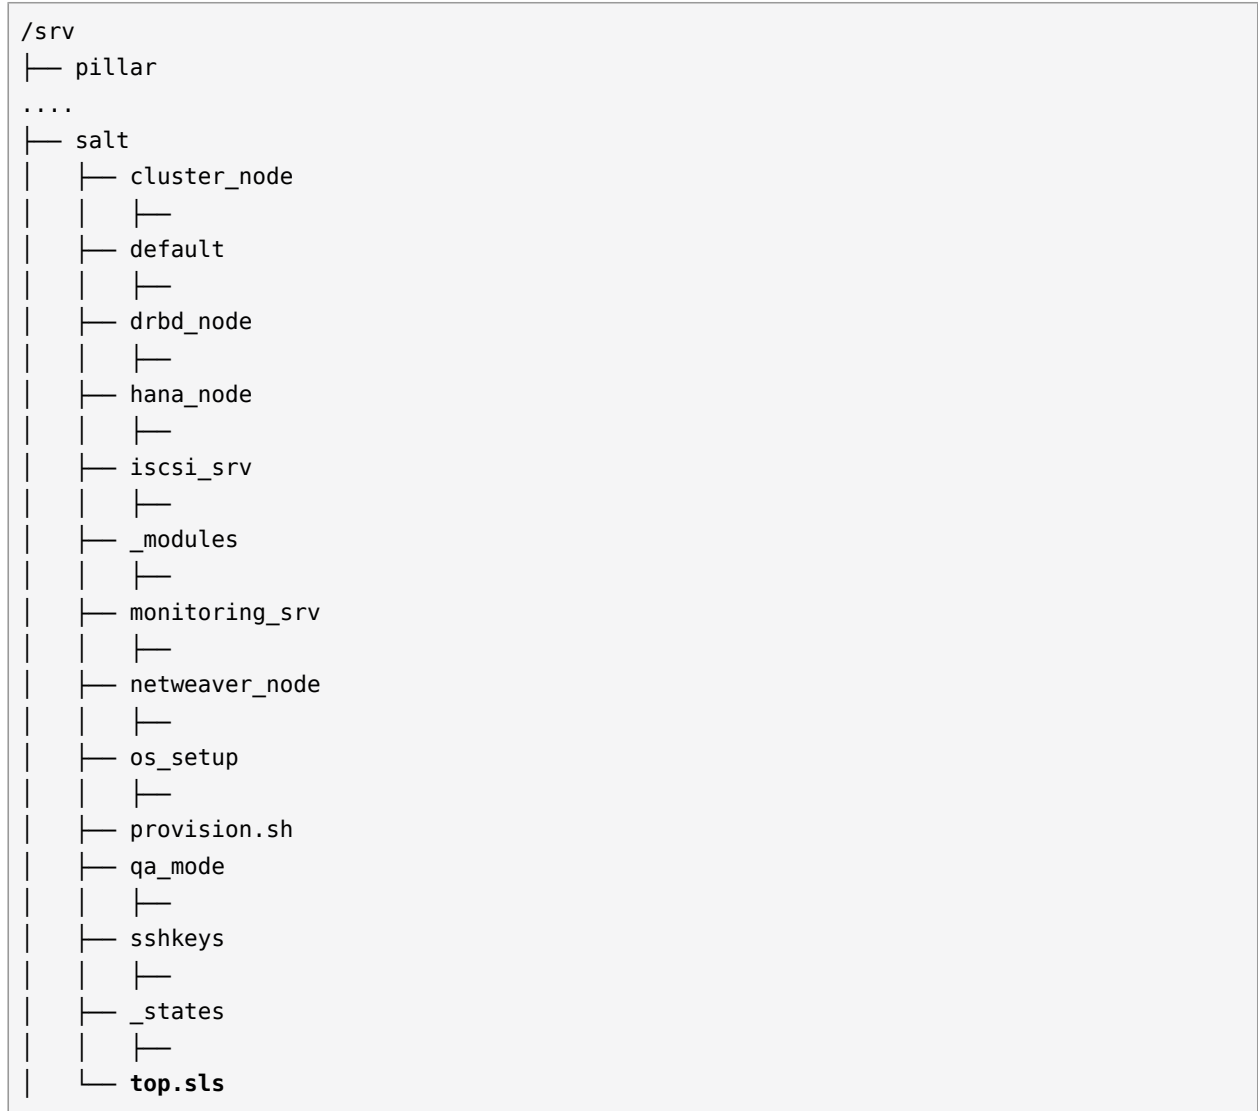 /srv
├── pillar
....
├── salt
│   ├── cluster_node
│   │   ├──
│   ├── default
│   │   ├──
│   ├── drbd_node
│   │   ├──
│   ├── hana_node
│   │   ├──
│   ├── iscsi_srv
│   │   ├──
│   ├── _modules
│   │   ├──
│   ├── monitoring_srv
│   │   ├──
│   ├── netweaver_node
│   │   ├──
│   ├── os_setup
│   │   ├──
│   ├── provision.sh
│   ├── qa_mode
│   │   ├──
│   ├── sshkeys
│   │   ├──
│   ├── _states
│   │   ├──
│   └── top.sls